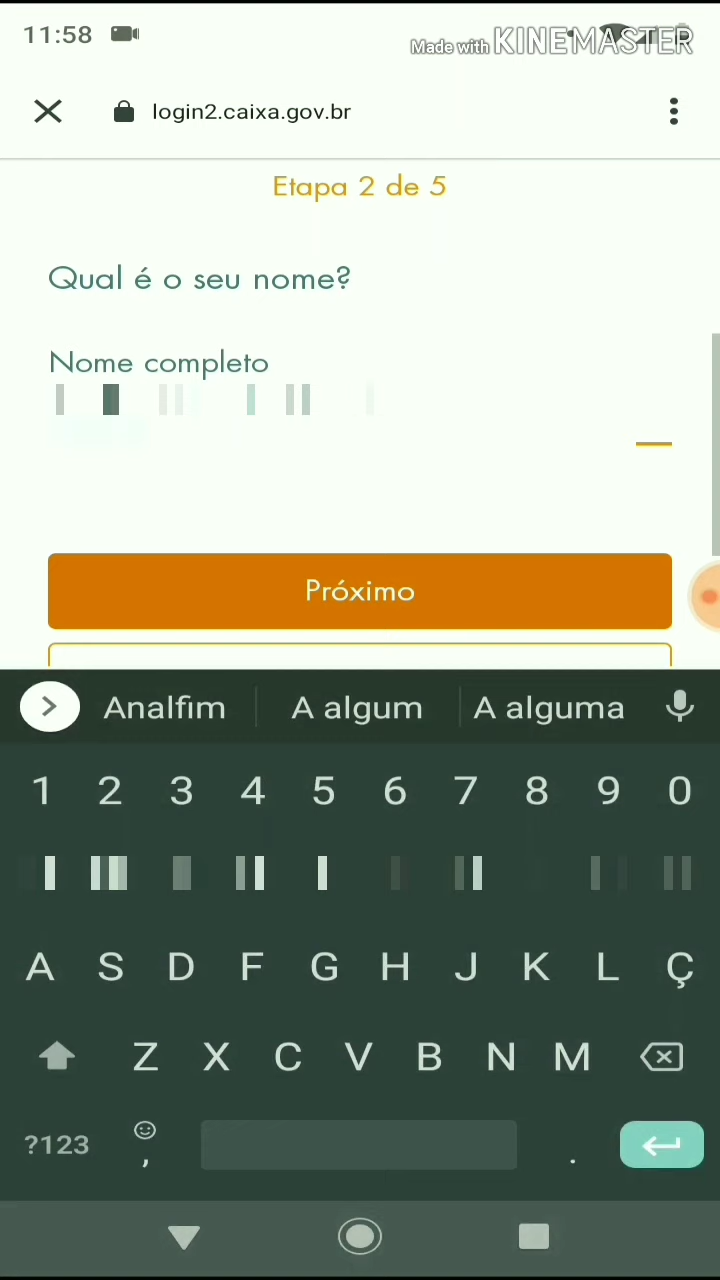 11:58
Made with KINEMASTER
login2.caixa.gov.br
Etapa 2 de 5
Qual é o seu nome?
Nome completo
Próximo
Analfim A algum A alguma
1 2 3 4 5 6 7 8 9 0
A S D F G H J K L Ç
Z X C V B N M
?123 , .